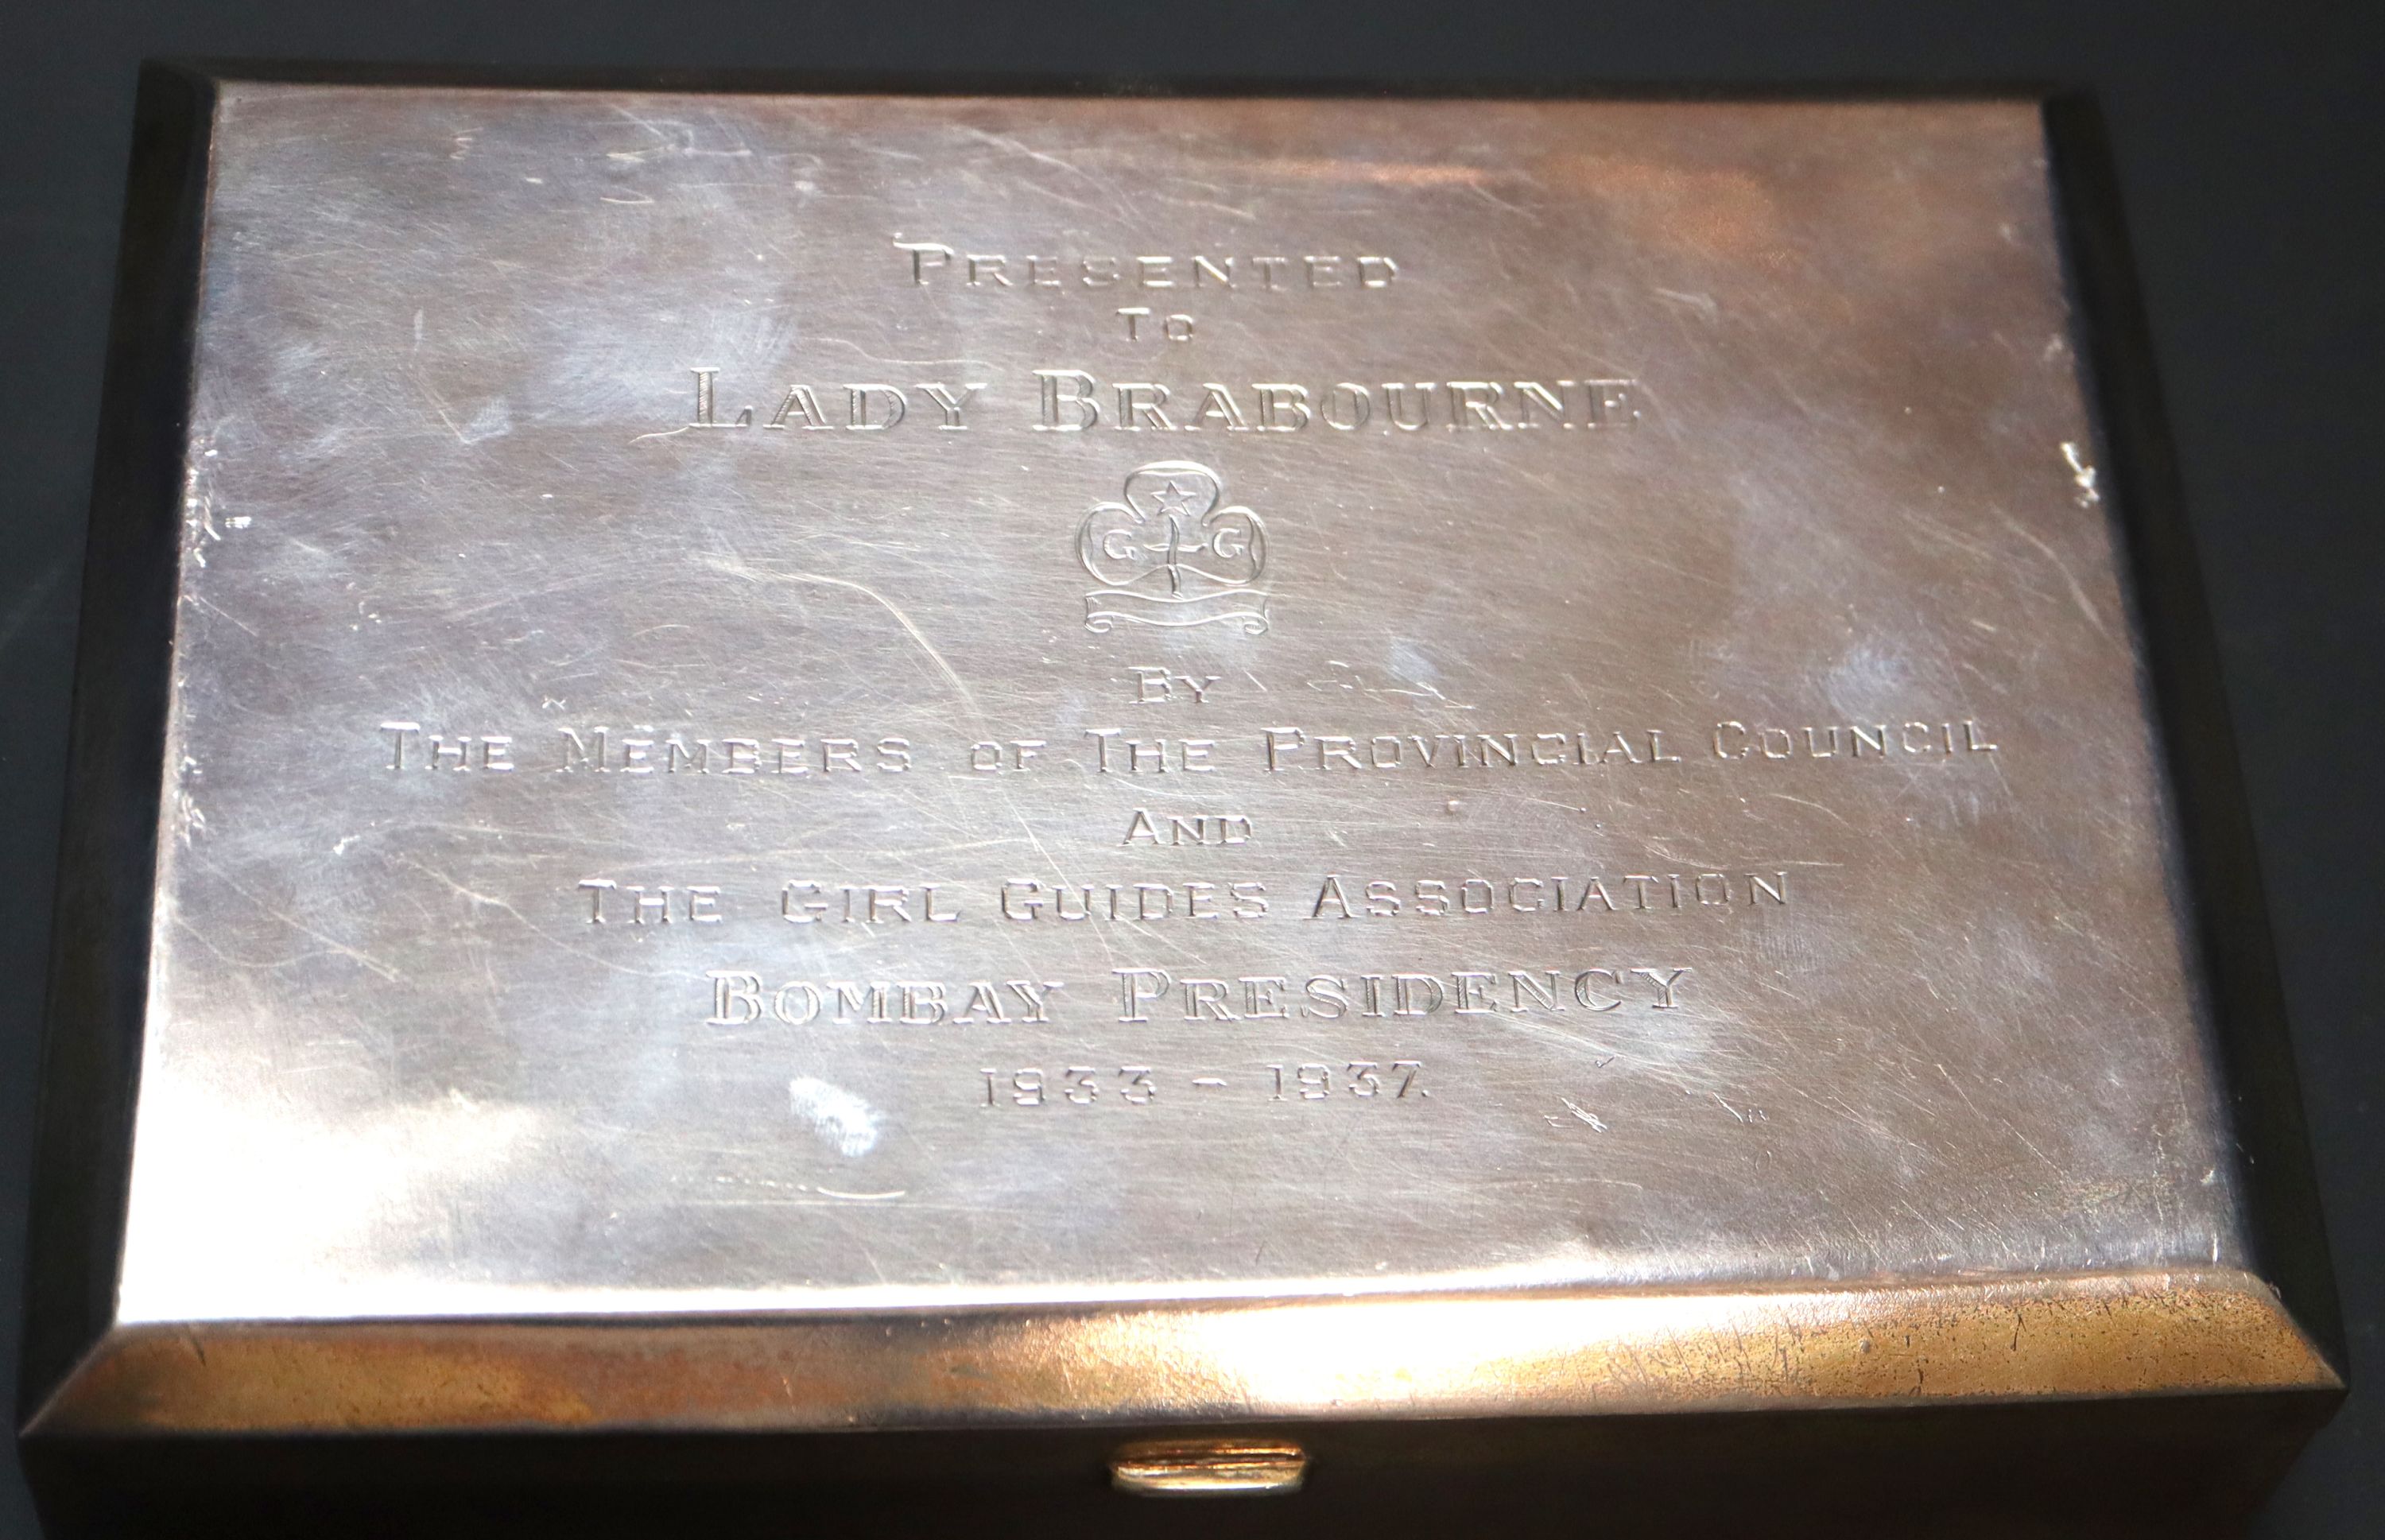 PRESENTED
TO
LADY BRABOURNE
G G
BY
THE MEMBERS OF THE PROVINCIAL COUNCIL
AND
THE GIRL GUIDES ASSOCIATION
BOMBAY PRESIDENCY
1933 - 1937.